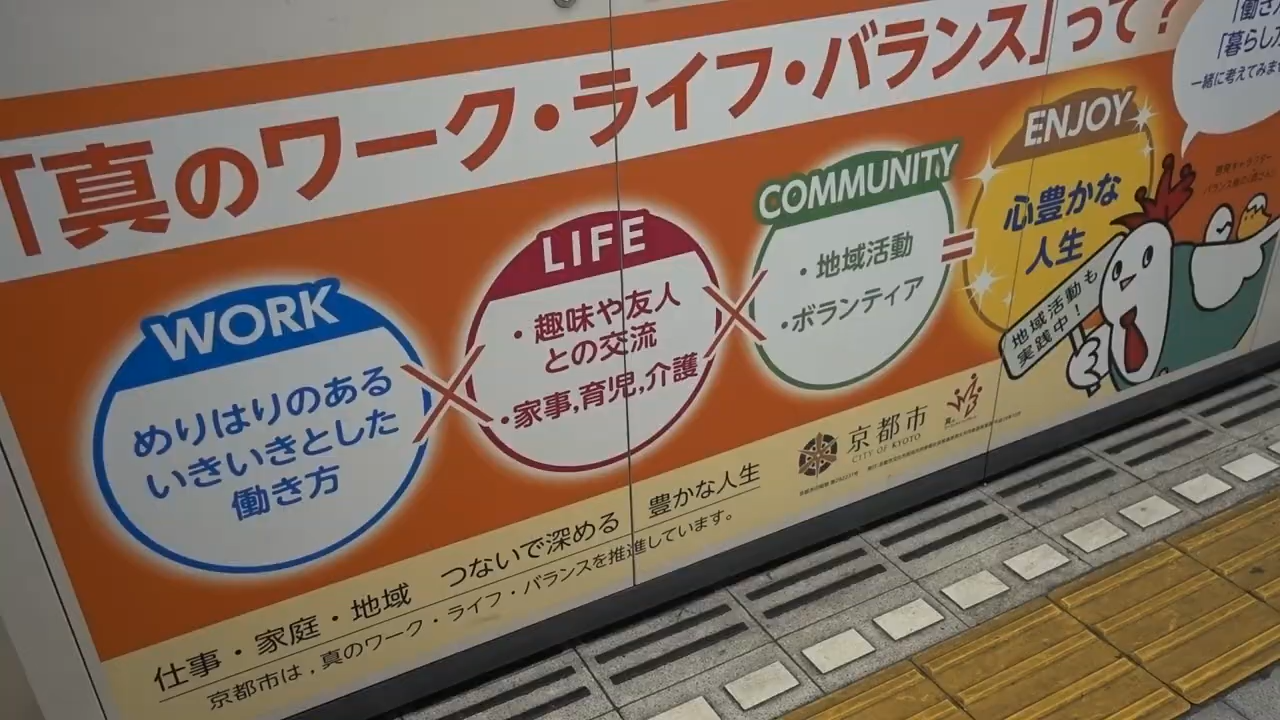 「真のワーク・ライフ・バランス」って?
「働き
「暮らし方
一緒に考えてみま
WORK
めりはりのある
いきいきとした
働き方
×
LIFE
・趣味や友人
との交流
・家事,育児,介護
×
COMMUNITY
・地域活動
・ボランティア
=
ENJOY
心豊かな
人生
地域活動も
実践中!
京都市
CITY OF KYOTO
仕事・家庭・地域 つないで深める 豊かな人生
京都市は,真のワーク・ライフ・バランスを推進しています。